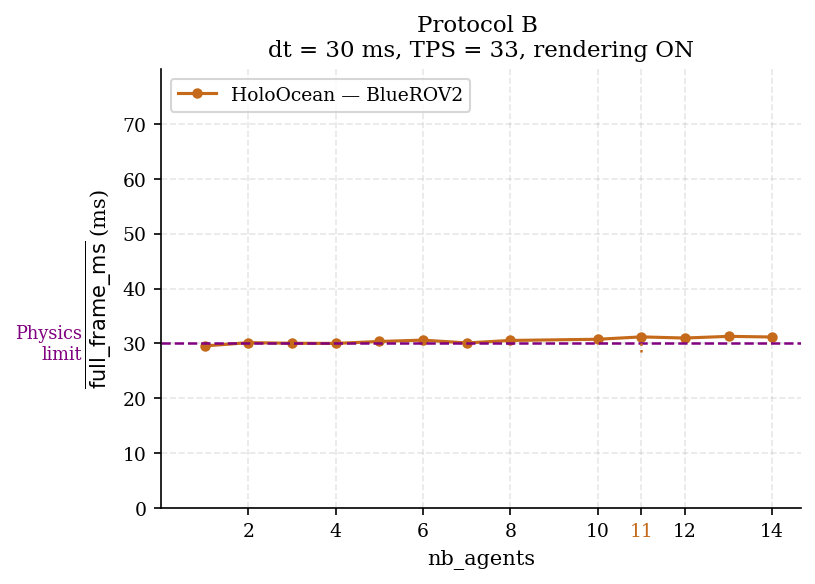 Protocol B
dt = 30 ms, TPS = 33, rendering ON
HoloOcean — BlueROV2
70
60
50
40
30
20
10
0
full_frame_ms (ms)
Physics
limit
2
4
6
8
10
11
12
14
nb_agents